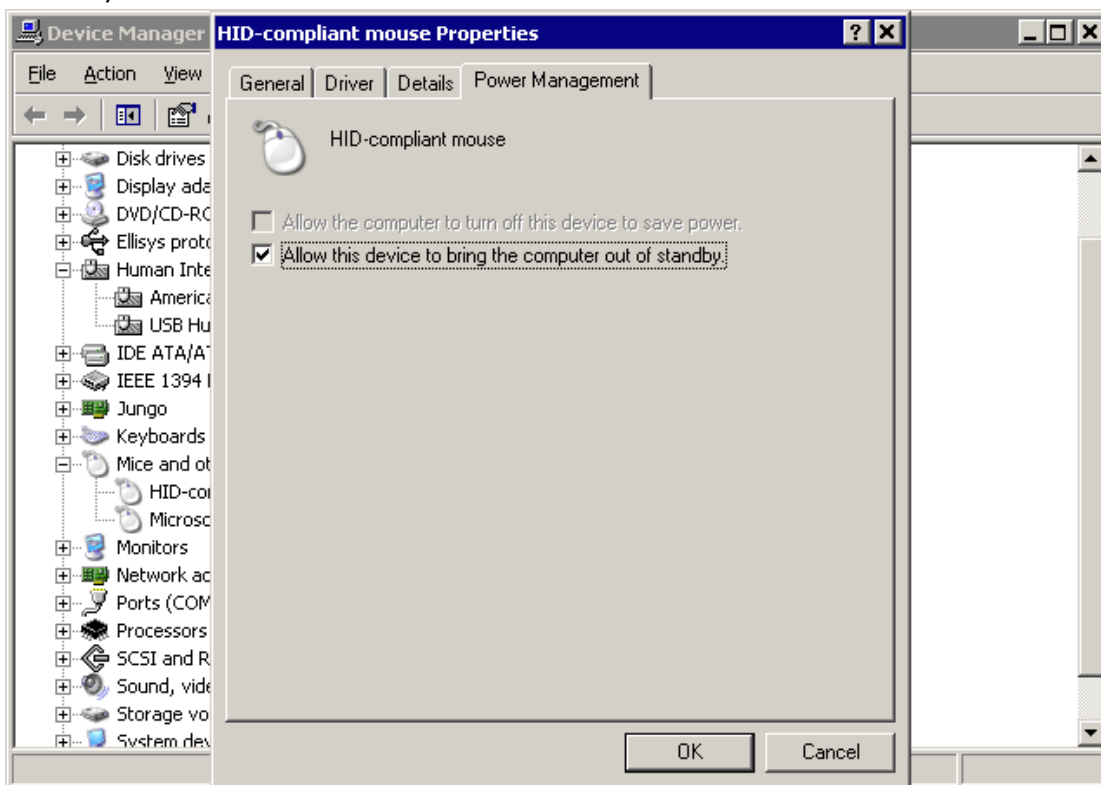 Device Manager
HID-compliant mouse Properties
File Action View
General Driver Details Power Management
HID-compliant mouse
Allow the computer to turn off this device to save power.
Allow this device to bring the computer out of standby.
Disk drives
Display ada
DVD/CD-RO
Ellisys proto
Human Inte
America
USB Hu
IDE ATA/AT
IEEE 1394
Jungo
Keyboards
Mice and ot
HID-co
Microsc
Monitors
Network ad
Ports (COM
Processors
SCSI and R
Sound, vide
Storage vo
System dev
OK Cancel